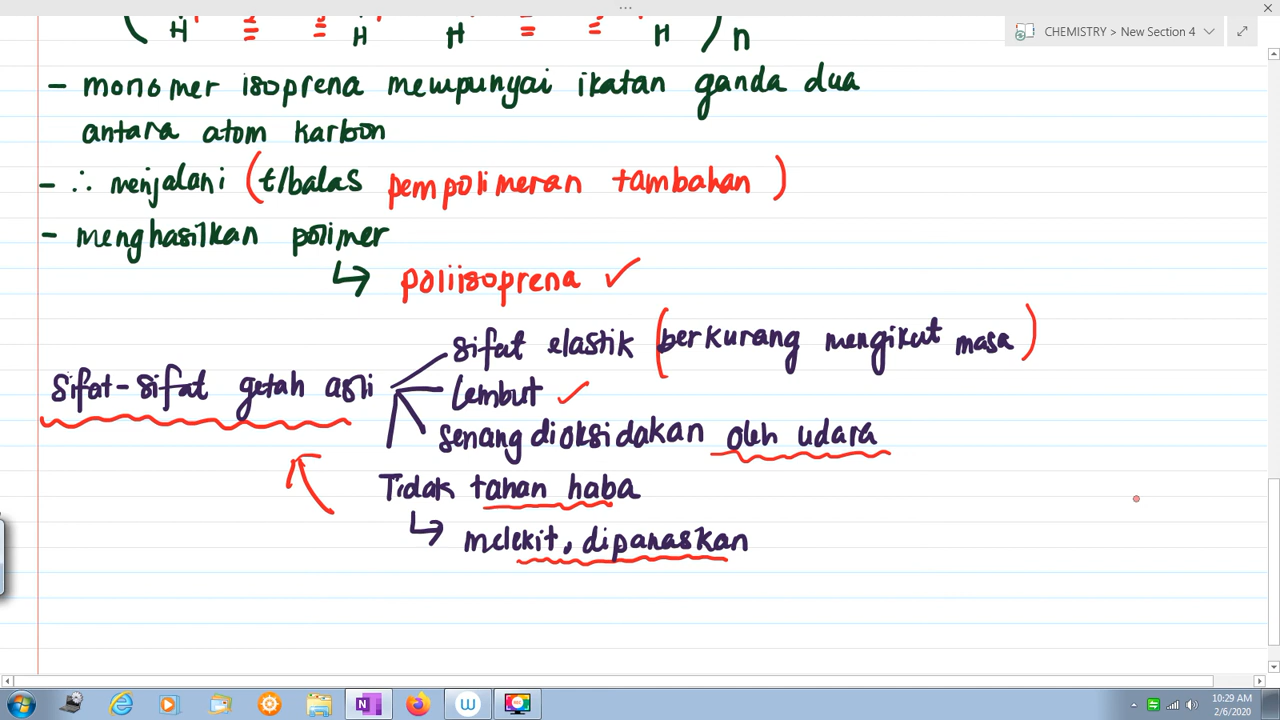 ...
CHEMISTRY > New Section 4
H H H H n
- monomer isoprena mempunyai ikatan ganda dua
antara atom karbon
- ∴ menjalani (t/balas pempolimeran tambahan)
- menghasilkan polimer
↳ poliisoprena ✓
Sifat-sifat getah asli
sifat elastik (berkurang mengikut masa)
Lembut ✓
Senang dioksidakan oleh udara
Tidak tahan haba
↳ melekit, dipanaskan
10:29 AM
2/6/2020